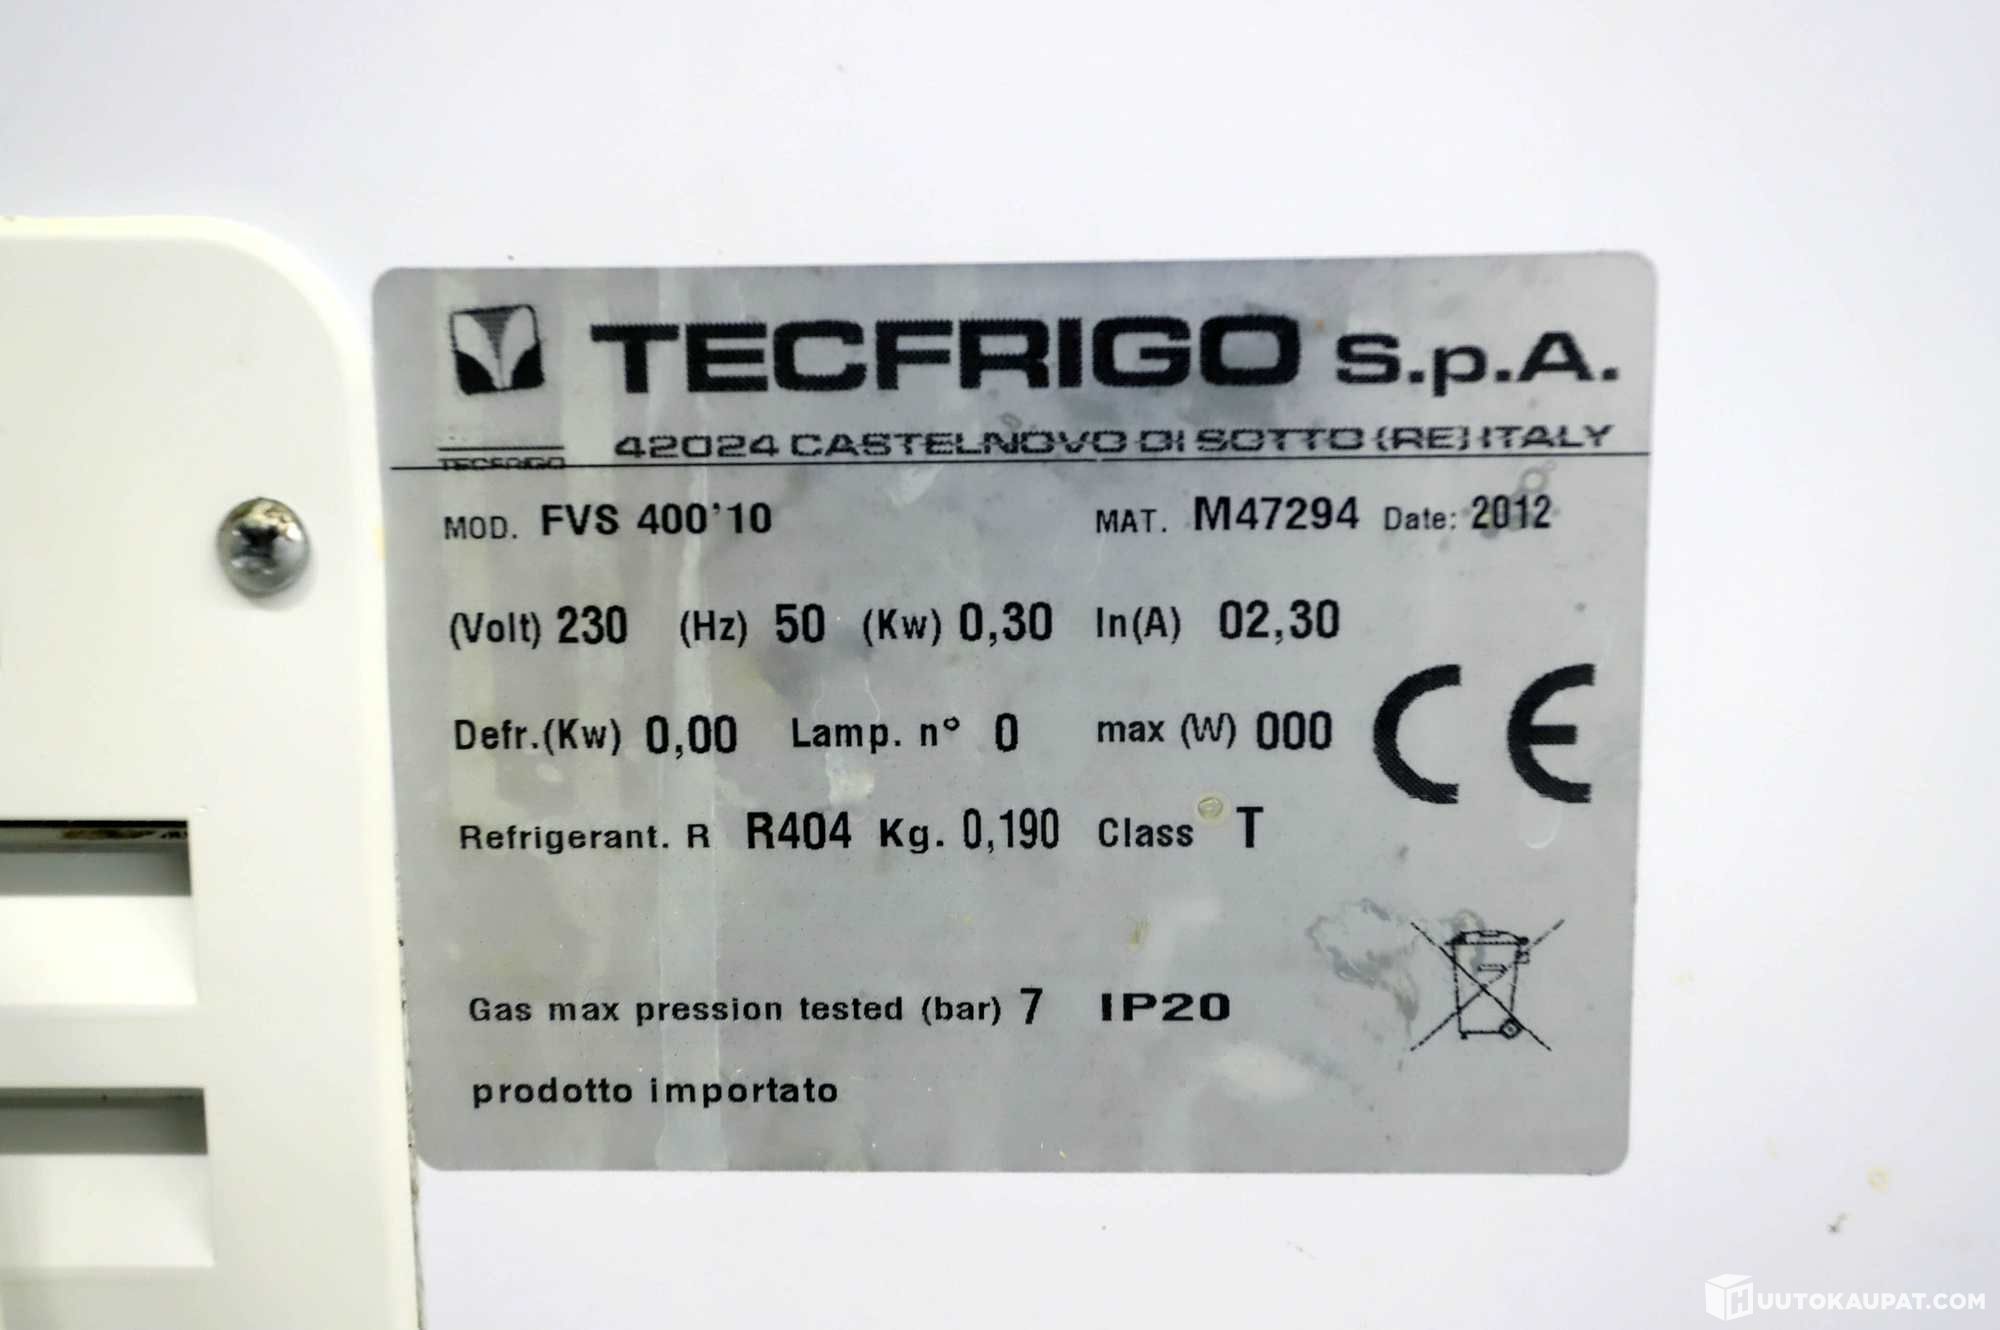 TECFRIGO S.p.A.
TECFRIGO
42024 CASTELNOVO DI SOTTO (RE) ITALY
MOD. FVS 400'10 MAT. M47294 Date: 2012
(Volt) 230 (Hz) 50 (Kw) 0,30 In(A) 02,30
Defr.(Kw) 0,00 Lamp. n° 0 max (W) 000
CE
Refrigerant. R R404 Kg. 0,190 Class T
Gas max pression tested (bar) 7 IP20
prodotto importato
HUUTOKAUPAT.COM